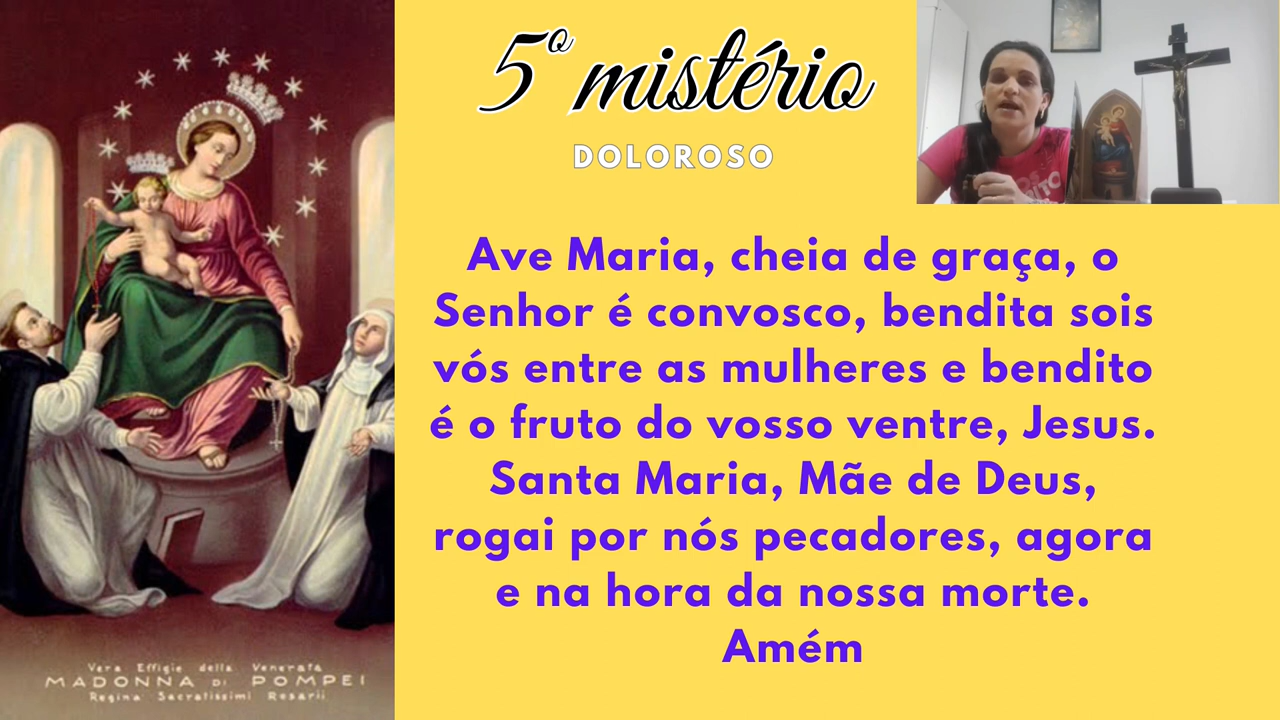 5º mistério
DOLOROSO
Ave Maria, cheia de graça, o
Senhor é convosco, bendita sois
vós entre as mulheres e bendito
é o fruto do vosso ventre, Jesus.
Santa Maria, Mãe de Deus,
rogai por nós pecadores, agora
e na hora da nossa morte.
Amém
Vera Effigie della Venerata
MADONNA DI POMPEI
Regina Sacratissimi Rosarii